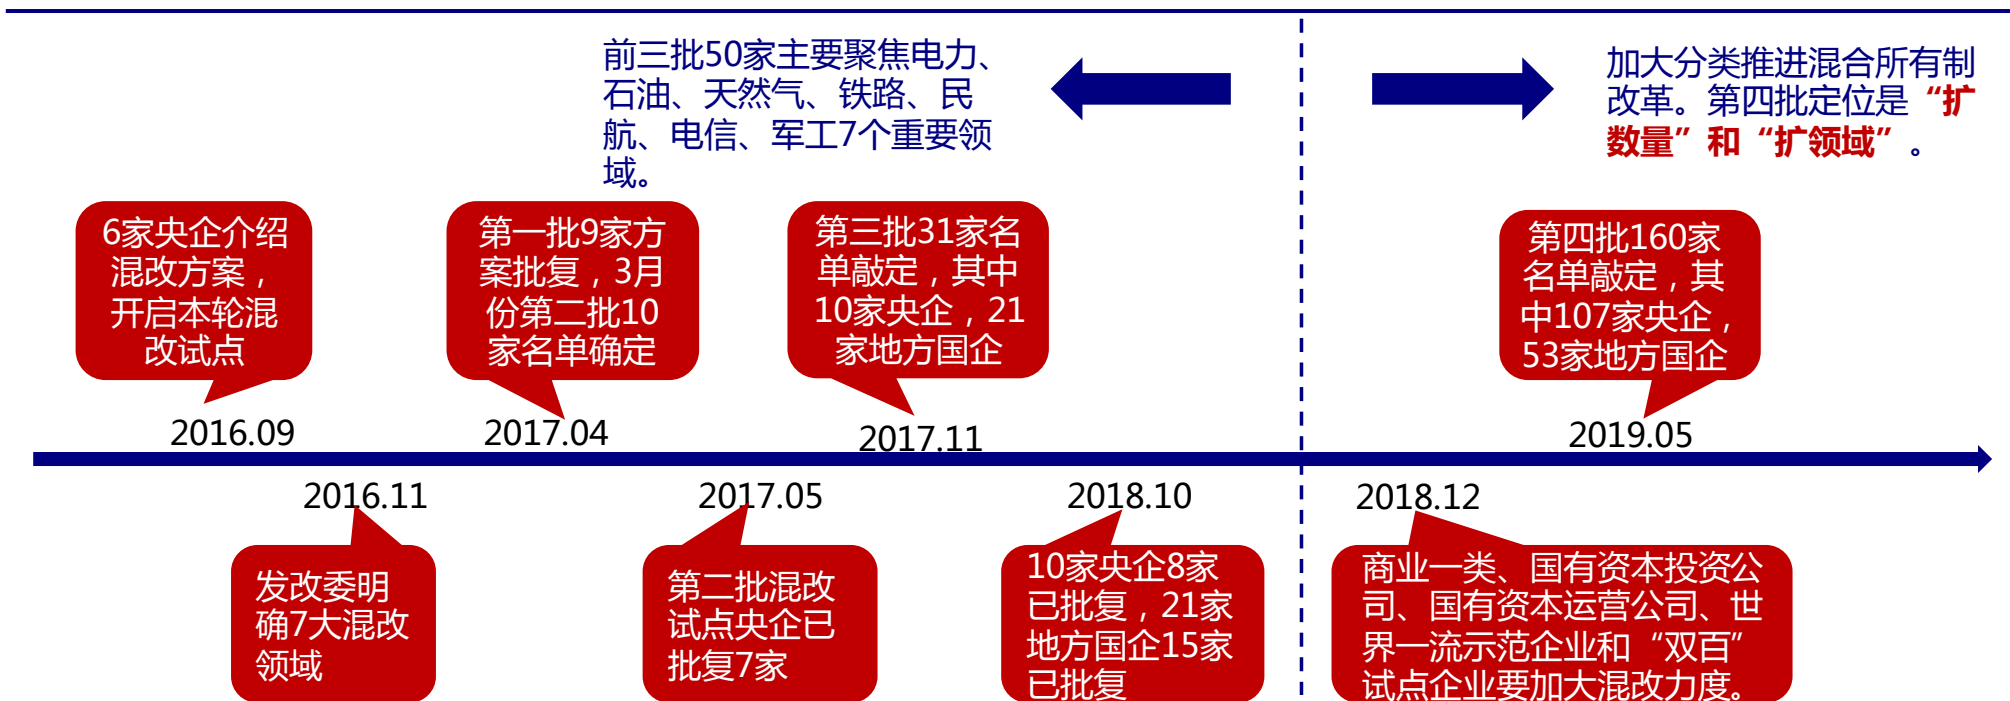 前三批50家主要聚焦电力、
石油、天然气、铁路、民
航、电信、军工7个重要领
域。
加大分类推进混合所有制
改革。第四批定位是“扩
数量”和“扩领域”。
6家央企介绍
混改方案，
开启本轮混
改试点
第一批9家方
案批复，3月
份第二批10
家名单确定
第三批31家名
单敲定，其中
10家央企，21
家地方国企
第四批160家
名单敲定，其
中107家央企，
53家地方国企
2016.09
2017.04
2017.11
2019.05
2016.11
2017.05
2018.10
2018.12
发改委明
确7大混改
领域
第二批混改
试点央企已
批复7家
10家央企8家
已批复，21家
地方国企15家
已批复
商业一类、国有资本投资公
司、国有资本运营公司、世
界一流示范企业和“双百”
试点企业要加大混改力度。